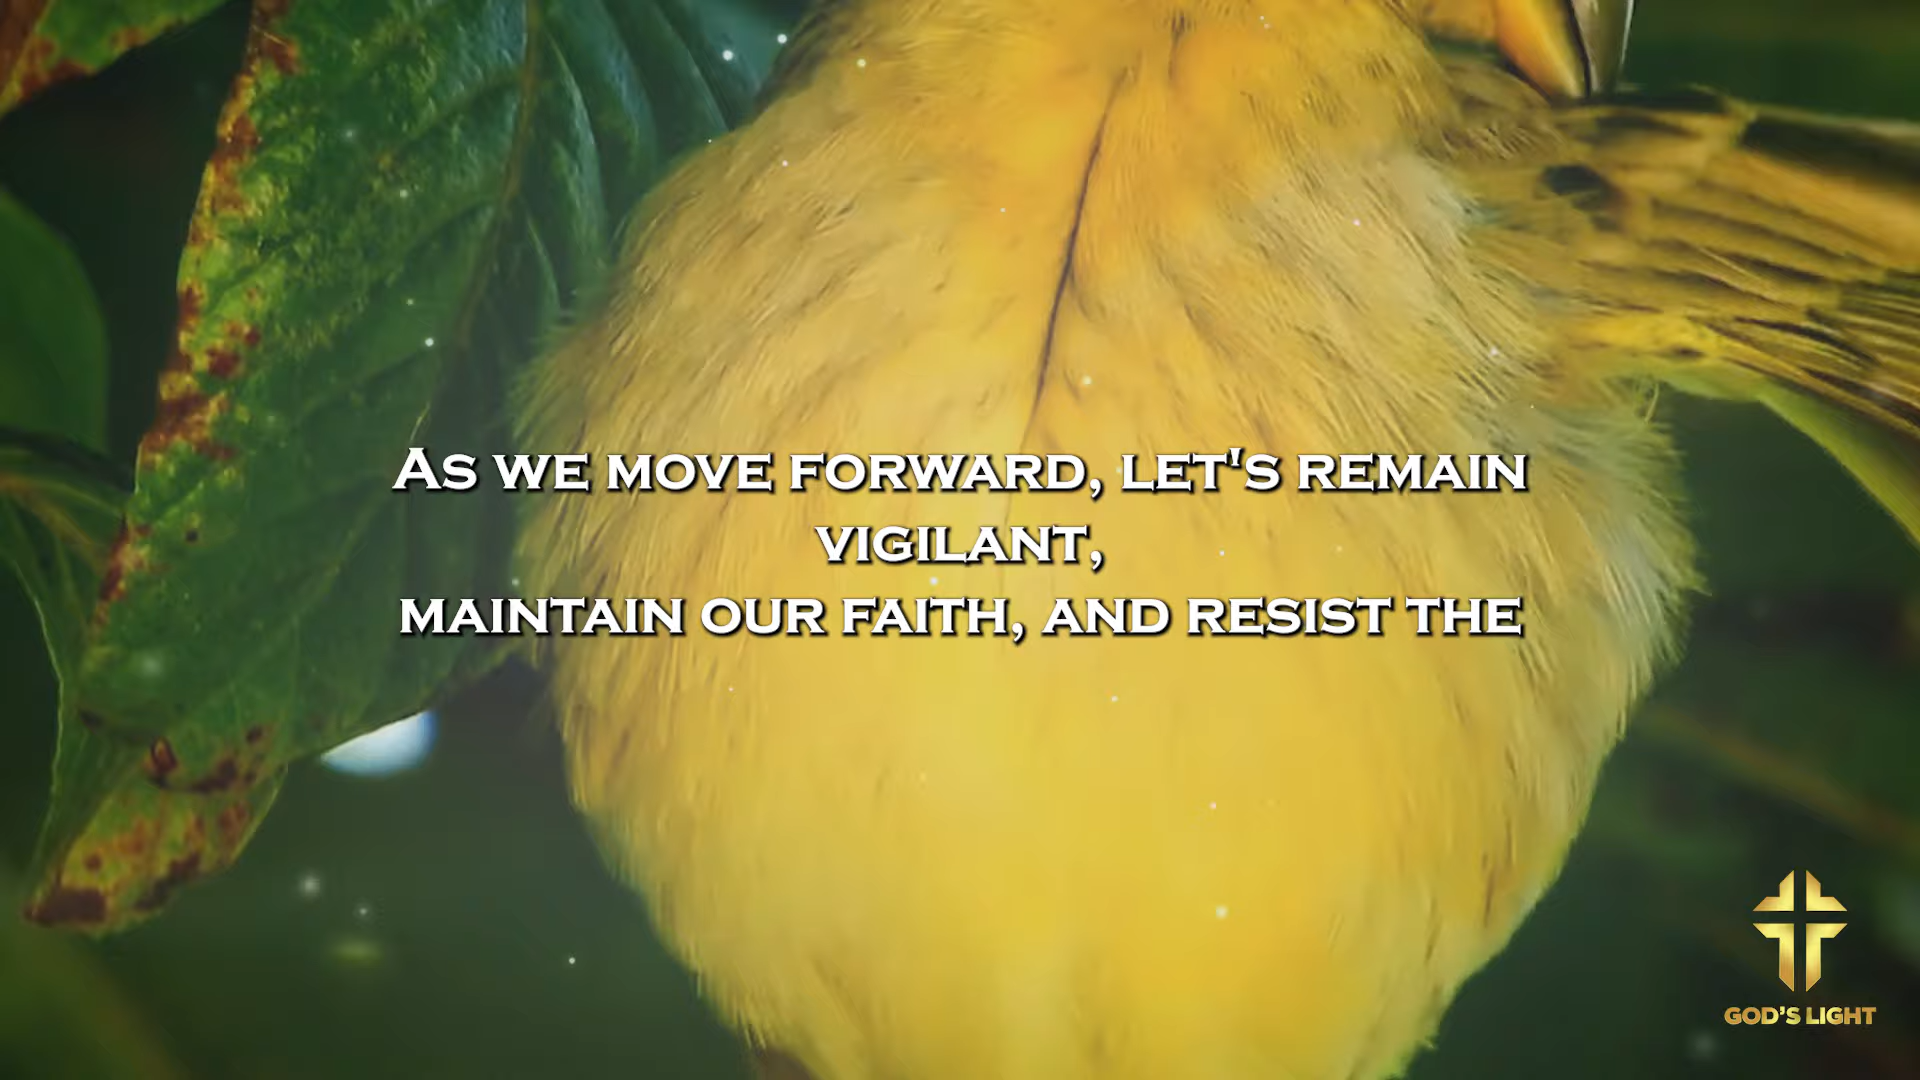 As we move forward, let's remain
vigilant,
maintain our faith, and resist the
GOD'S LIGHT